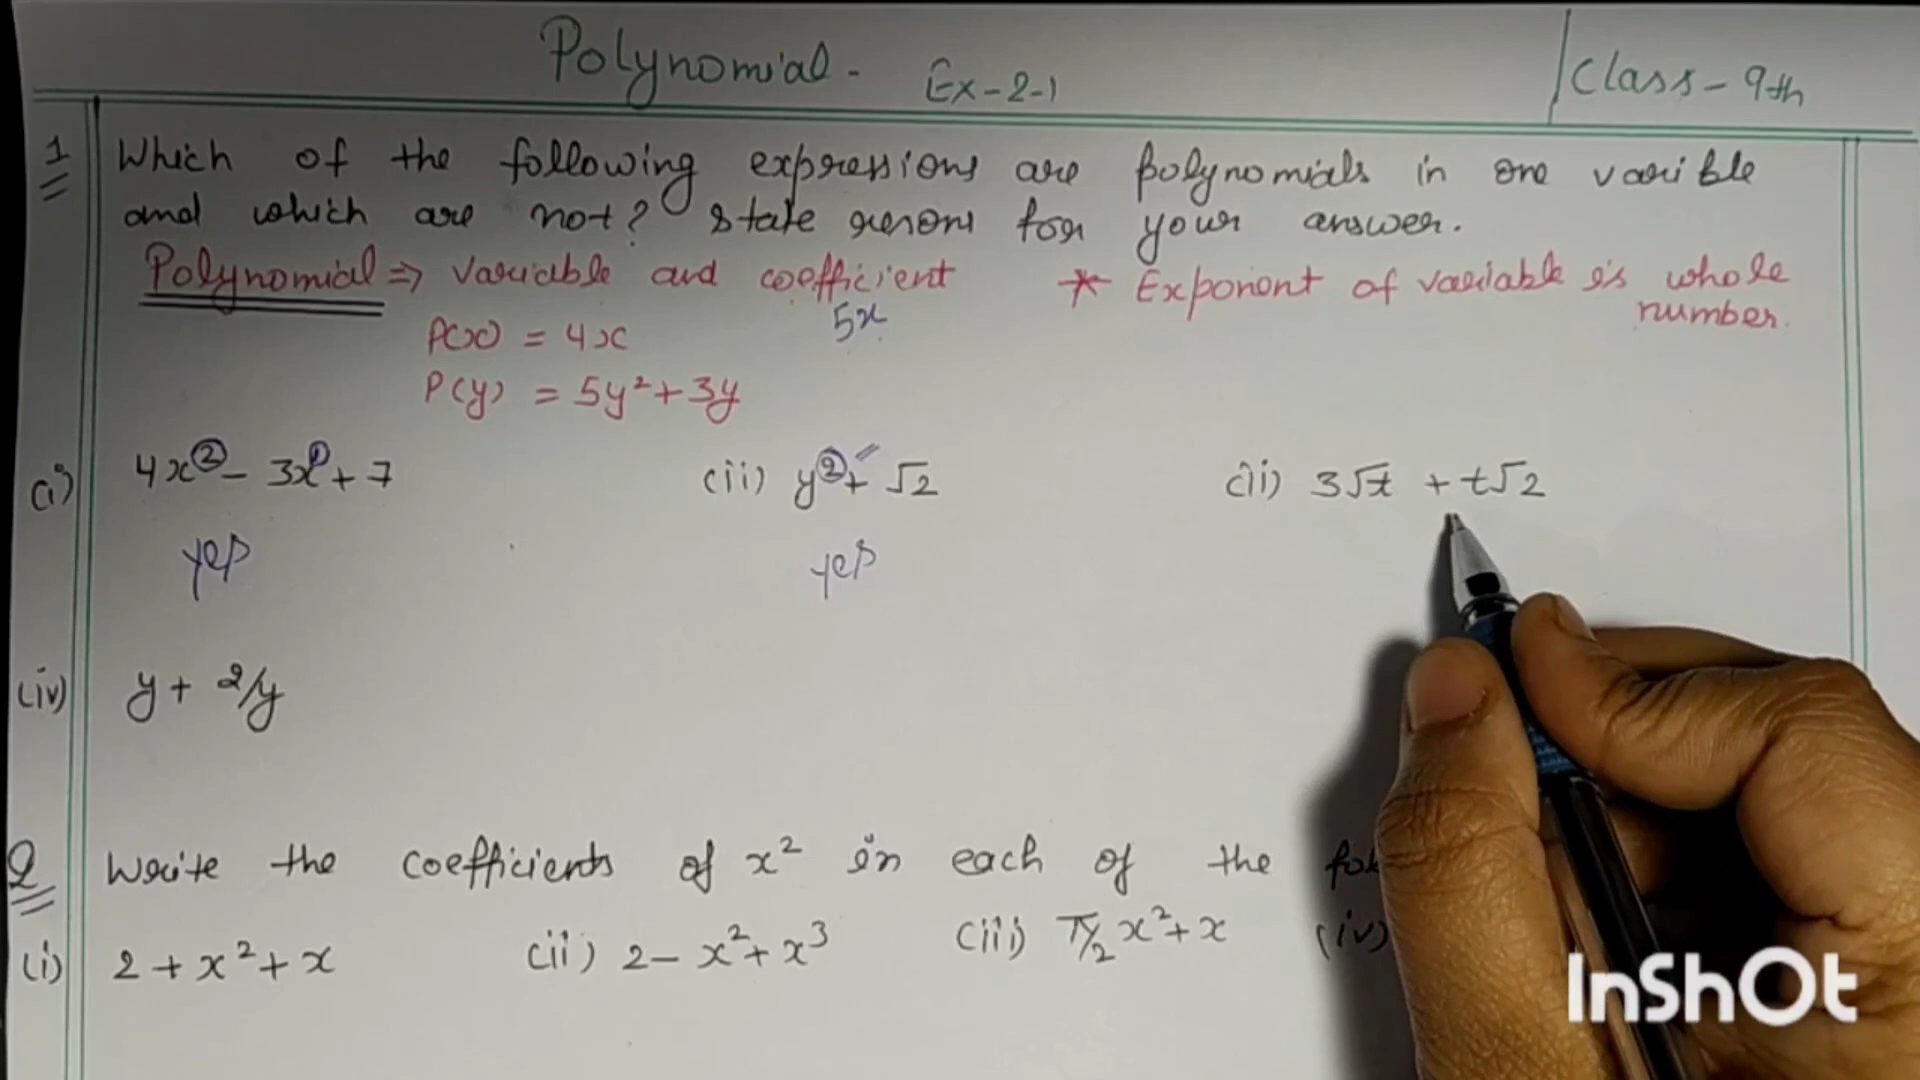 Polynomial - Ex-2-1
Class-9th
1 Which of the following expressions are polynomials in one varible
and which are not? state resons for your answer.
Polynomial ⇒ Variable and coefficient * Exponent of variable is whole number.
5x
P(x) = 4x
P(y) = 5y² + 3y
(i) 4x² - 3x¹ + 7 (ii) y² + √2 (iii) 3√t + t√2
yes yes
(iv) y + 2/y
2 Write the coefficients of x² in each of the
(i) 2 + x² + x (ii) 2 - x² + x³ (iii) π/2 x² + x (iv)
InShOt